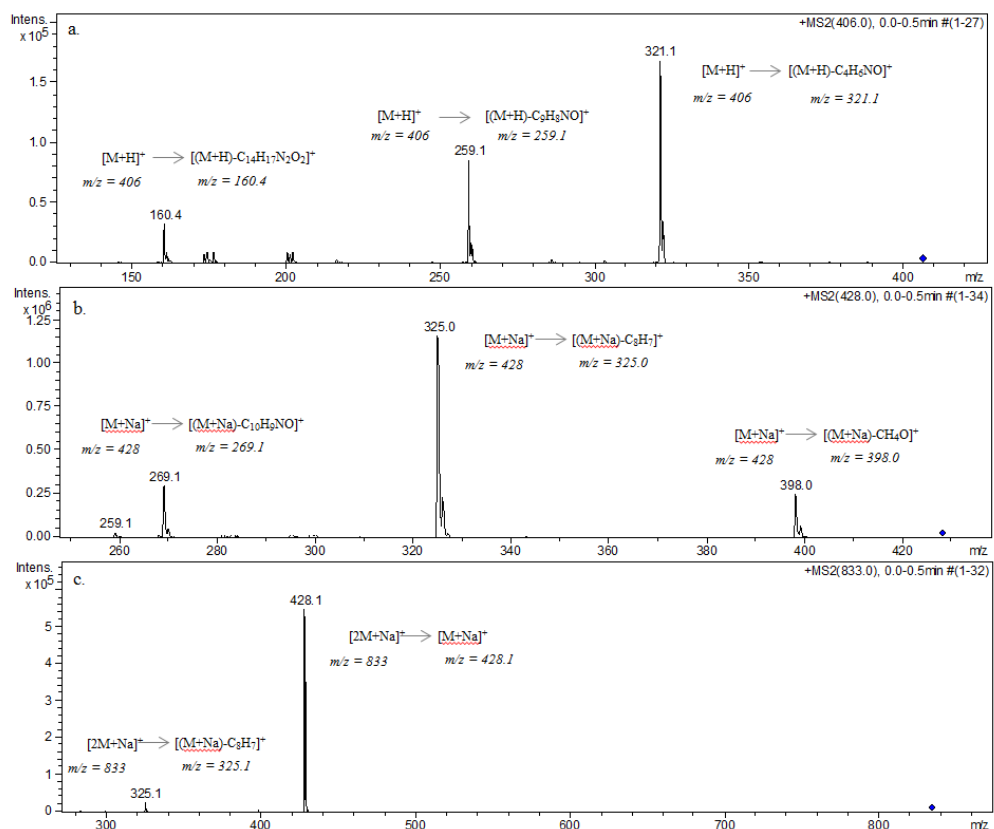 Intens.
x10⁵
a.
+MS2(406.0), 0.0-0.5min #(1-27)
321.1
[M+H]⁺ → [(M+H)-C₄H₆NO]⁺
m/z = 406 m/z = 321.1
1.5
[M+H]⁺ → [(M+H)-C₉H₈NO]⁺
m/z = 406 m/z = 259.1
1.0
259.1
[M+H]⁺ → [(M+H)-C₁₄H₁₇N₂O₂]⁺
m/z = 406 m/z = 160.4
0.5
160.4
0.0
150 200 250 300 350 400 m/z
Intens.
x10⁶
b.
+MS2(428.0), 0.0-0.5min #(1-34)
1.25
325.0
[M+Na]⁺ → [(M+Na)-C₈H₇]⁺
m/z = 428 m/z = 325.0
1.00
0.75
[M+Na]⁺ → [(M+Na)-C₁₀H₉NO]⁺
m/z = 428 m/z = 269.1
[M+Na]⁺ → [(M+Na)-CH₄O]⁺
m/z = 428 m/z = 398.0
0.50
269.1
398.0
0.25
259.1
0.00
260 280 300 320 340 360 380 400 420 m/z
Intens.
x10⁵
c.
+MS2(833.0), 0.0-0.5min #(1-32)
428.1
5
[2M+Na]⁺ → [M+Na]⁺
m/z = 833 m/z = 428.1
4
3
2
[2M+Na]⁺ → [(M+Na)-C₈H₇]⁺
m/z = 833 m/z = 325.1
1
325.1
0
300 400 500 600 700 800 m/z